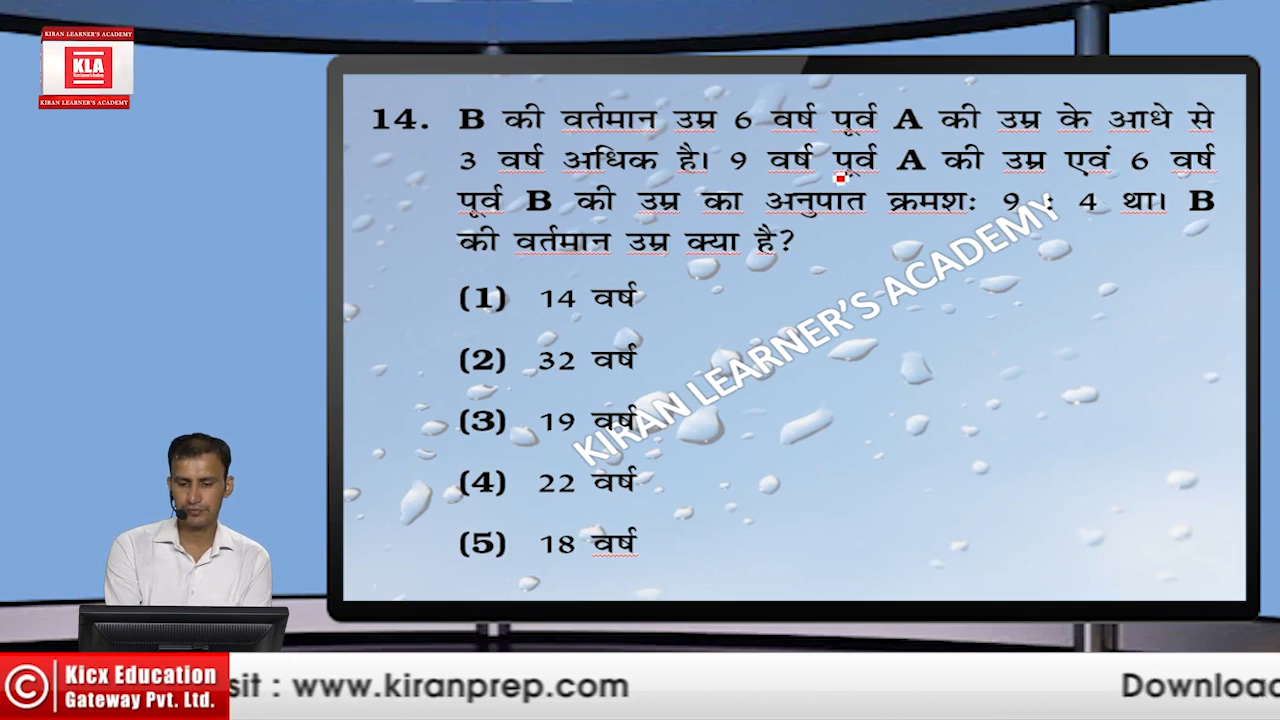 KIRAN LEARNER'S ACADEMY
KLA
KIRAN LEARNER'S ACADEMY
14. B की वर्तमान उम्र 6 वर्ष पूर्व A की उम्र के आधे से
3 वर्ष अधिक है। 9 वर्ष पूर्व A की उम्र एवं 6 वर्ष
पूर्व B की उम्र का अनुपात क्रमशः 9 : 4 था। B
की वर्तमान उम्र क्या है?
(1) 14 वर्ष
(2) 32 वर्ष
(3) 19 वर्ष
(4) 22 वर्ष
(5) 18 वर्ष
KIRAN LEARNER'S ACADEMY
© Kicx Education
Gateway Pvt. Ltd.
sit : www.kiranprep.com
Download